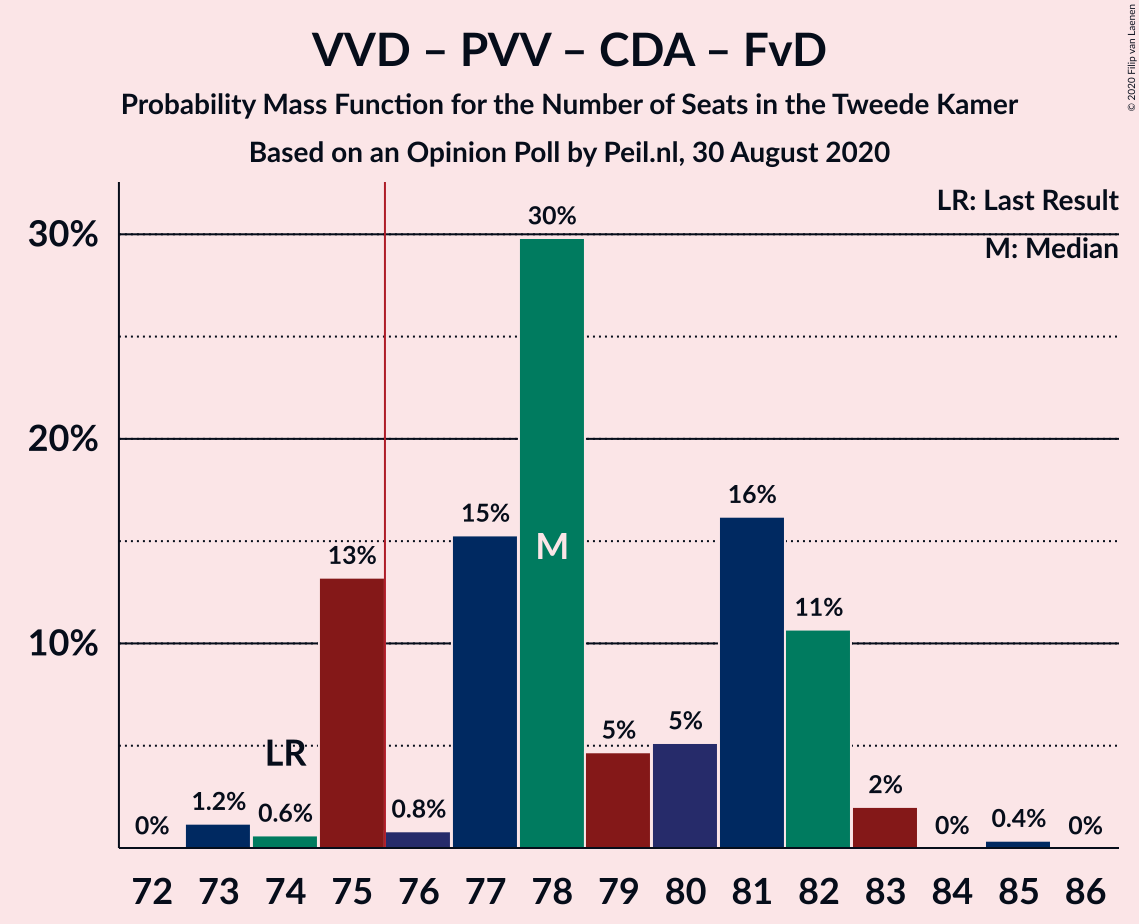 VVD – PVV – CDA – FvD
Probability Mass Function for the Number of Seats in the Tweede Kamer
Based on an Opinion Poll by Peil.nl, 30 August 2020
© 2020 Filip van Laenen
LR: Last Result
M: Median
30%
20%
10%
0%
1.2%
0.6%
13%
0.8%
15%
30%
5%
5%
16%
11%
2%
0%
0.4%
0%
LR
M
72 73 74 75 76 77 78 79 80 81 82 83 84 85 86